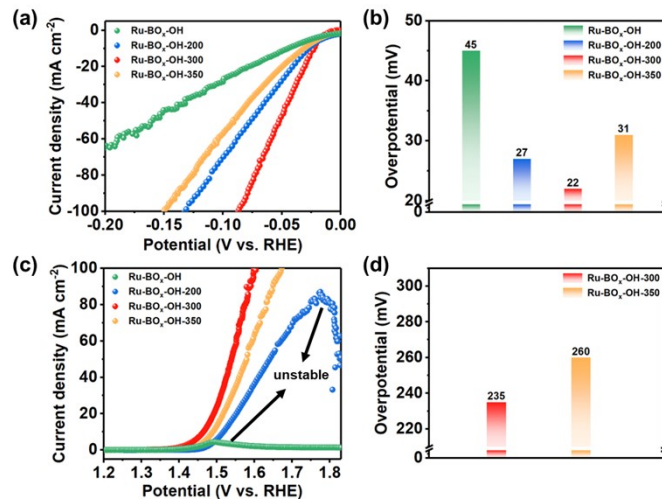 (a)
Ru-BOₓ-OH
Ru-BOₓ-OH-200
Ru-BOₓ-OH-300
Ru-BOₓ-OH-350
Current density (mA cm⁻²)
0
-20
-40
-60
-80
-100
-0.20 -0.15 -0.10 -0.05 0.00
Potential (V vs. RHE)
(b)
Ru-BOₓ-OH
Ru-BOₓ-OH-200
Ru-BOₓ-OH-300
Ru-BOₓ-OH-350
Overpotential (mV)
50
40
30
20
0
45
27
22
31
(c)
Ru-BOₓ-OH
Ru-BOₓ-OH-200
Ru-BOₓ-OH-300
Ru-BOₓ-OH-350
unstable
Current density (mA cm⁻²)
100
80
60
40
20
0
1.2 1.3 1.4 1.5 1.6 1.7 1.8
Potential (V vs. RHE)
(d)
Ru-BOₓ-OH-300
Ru-BOₓ-OH-350
Overpotential (mV)
300
280
260
240
220
0
235
260